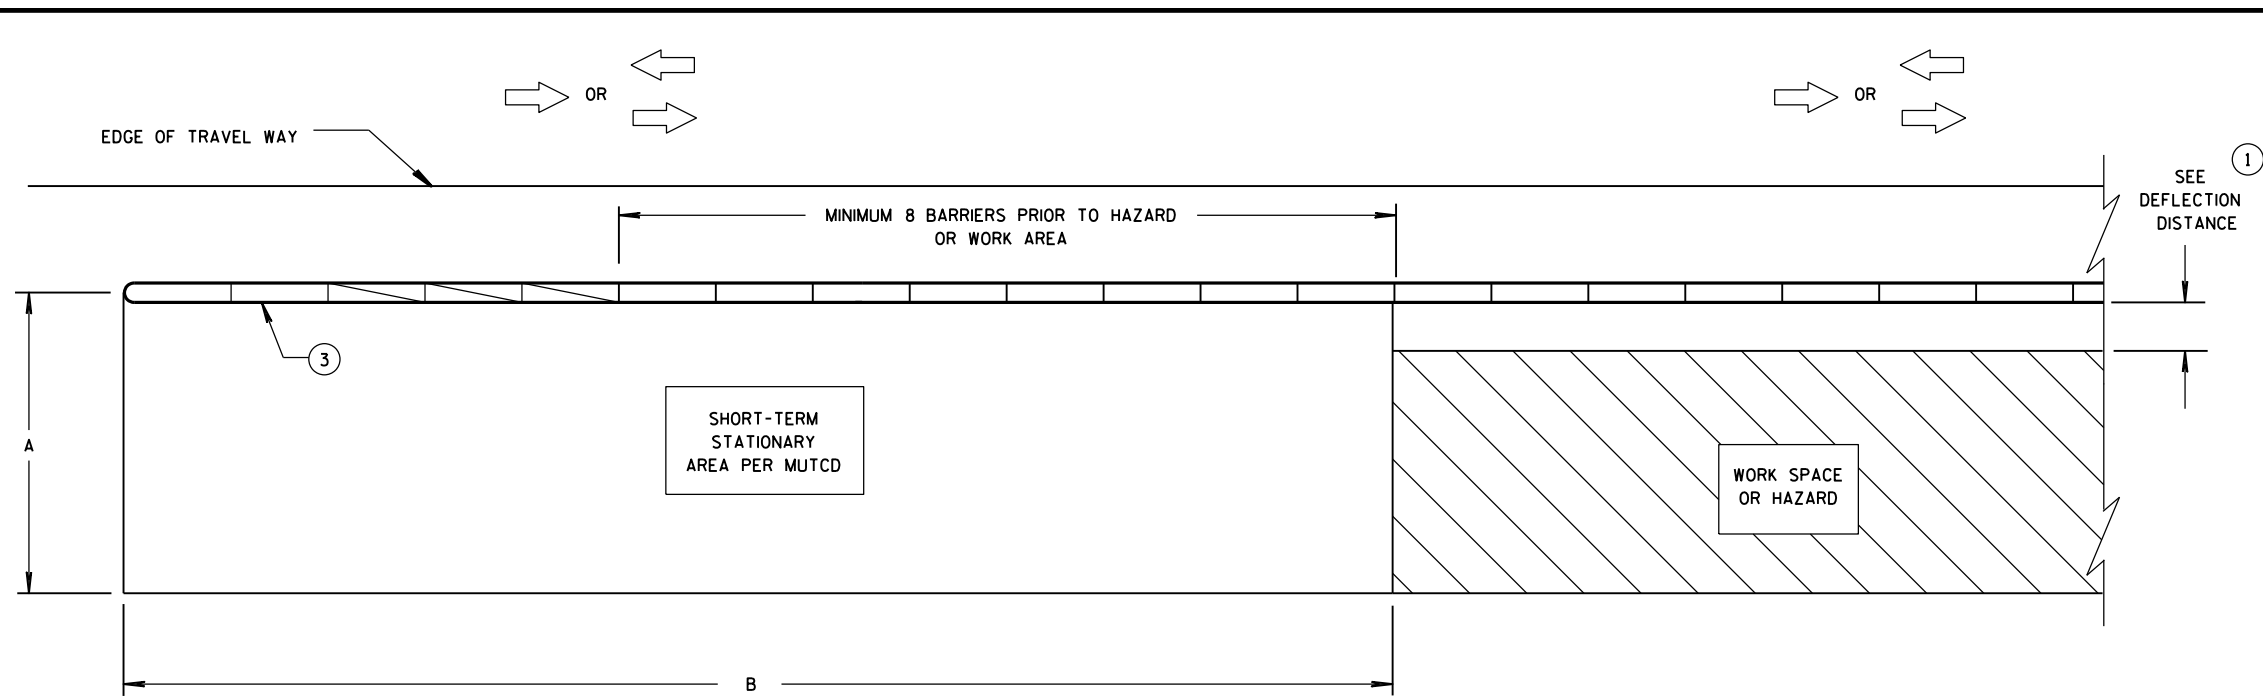 OR
OR
EDGE OF TRAVEL WAY
1
SEE
DEFLECTION
DISTANCE
MINIMUM 8 BARRIERS PRIOR TO HAZARD
OR WORK AREA
3
A
SHORT-TERM
STATIONARY
AREA PER MUTCD
WORK SPACE
OR HAZARD
B